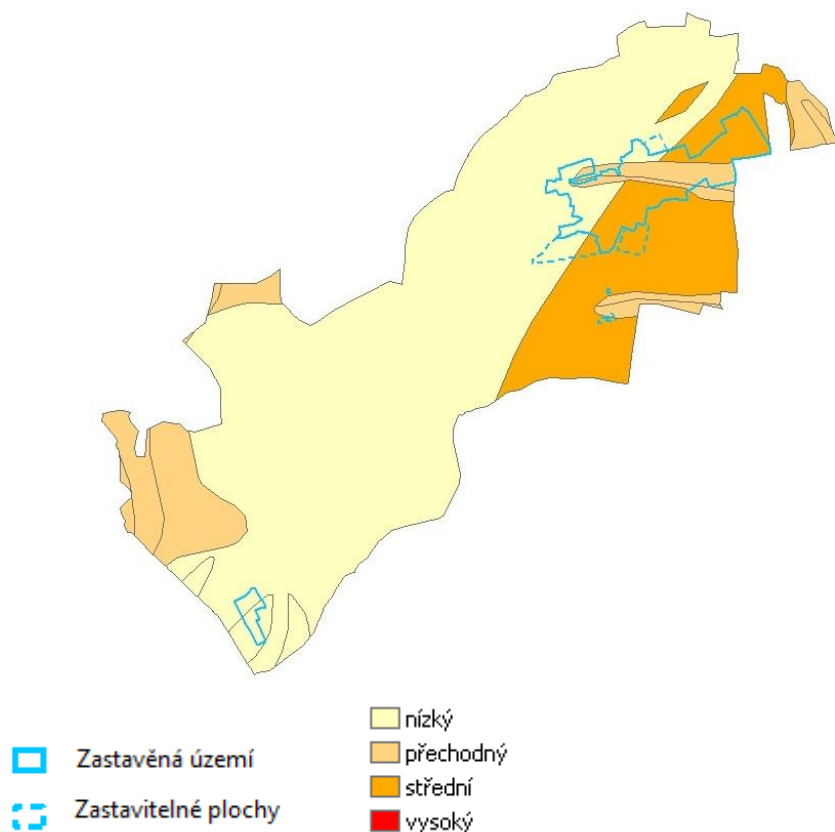 Zastavěná území
Zastavitelné plochy
nízký
přechodný
střední
vysoký